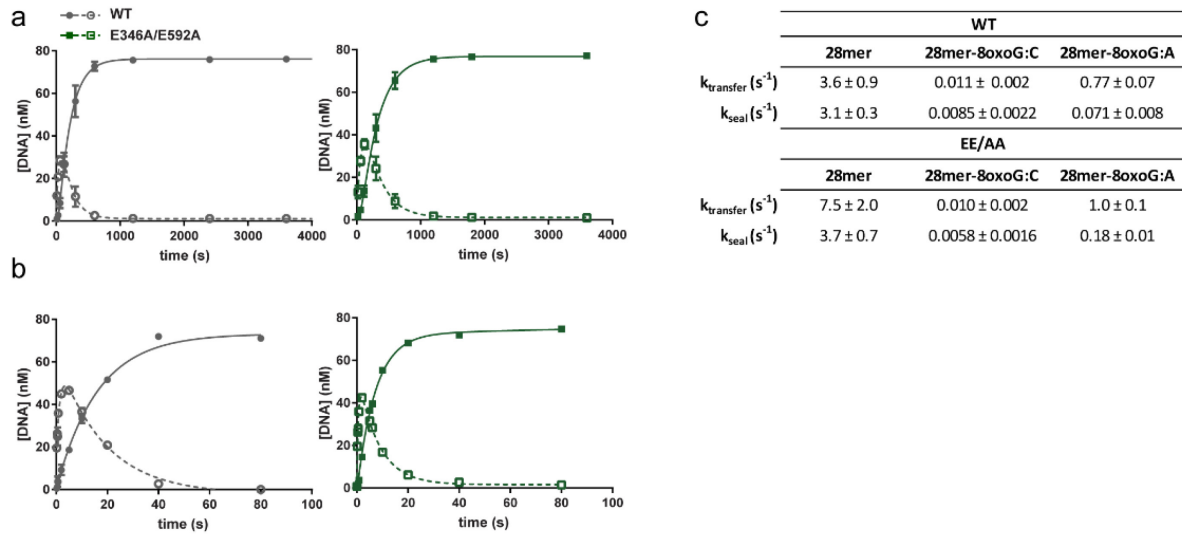 a
WT
E346A/E592A
80
60
40
20
0
[DNA] (nM)
0 1000 2000 3000 4000
time (s)
80
60
40
20
0
[DNA] (nM)
0 1000 2000 3000 4000
time (s)
b
80
60
40
20
0
[DNA] (nM)
0 20 40 60 80 100
time (s)
80
60
40
20
0
[DNA] (nM)
0 20 40 60 80 100
time (s)
c
WT
28mer 28mer-8oxoG:C 28mer-8oxoG:A
ktransfer (s-1) 3.6 ± 0.9 0.011 ± 0.002 0.77 ± 0.07
kseal (s-1) 3.1 ± 0.3 0.0085 ± 0.0022 0.071 ± 0.008
EE/AA
28mer 28mer-8oxoG:C 28mer-8oxoG:A
ktransfer (s-1) 7.5 ± 2.0 0.010 ± 0.002 1.0 ± 0.1
kseal (s-1) 3.7 ± 0.7 0.0058 ± 0.0016 0.18 ± 0.01